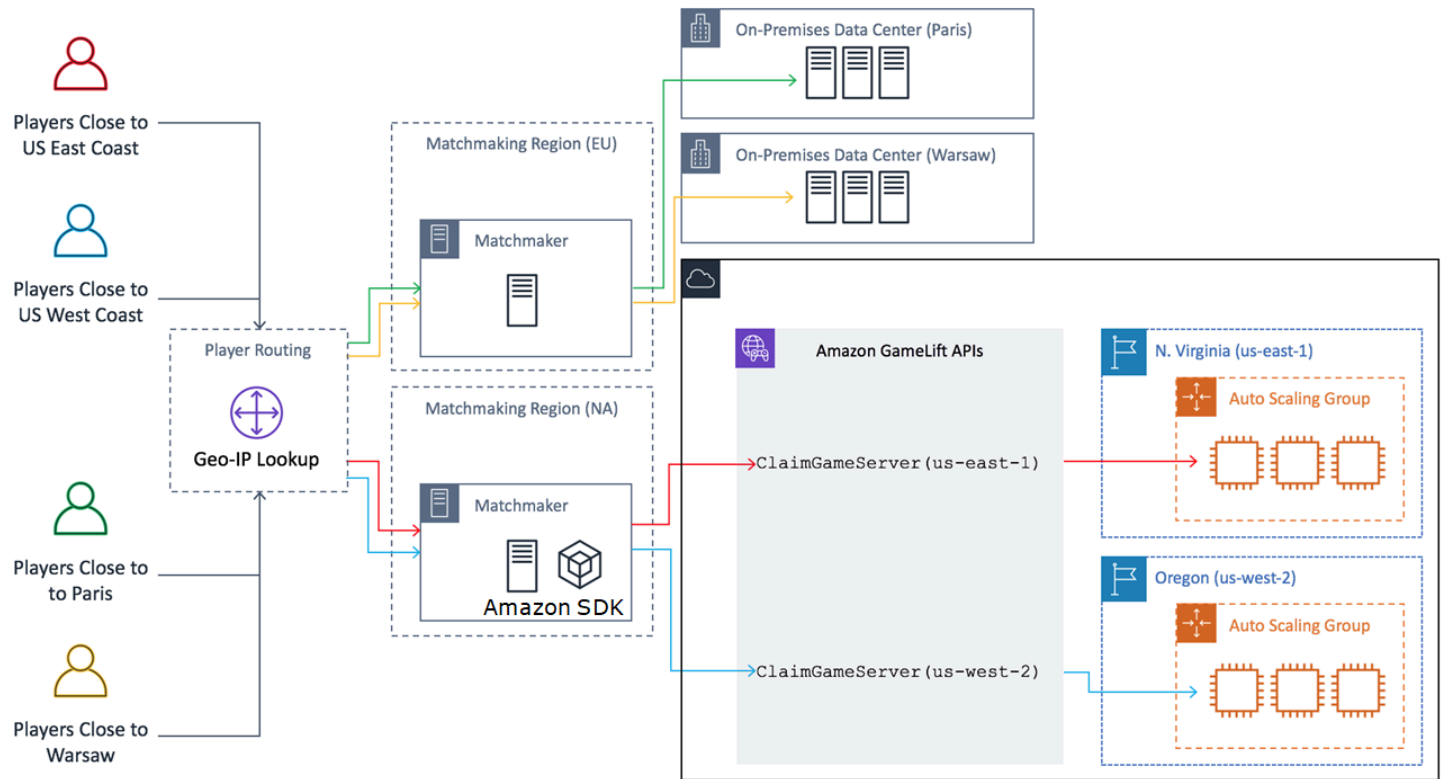 Players Close to
US East Coast
Players Close to
US West Coast
Player Routing
Geo-IP Lookup
Players Close to
to Paris
Players Close to
Warsaw
Matchmaking Region (EU)
Matchmaker
Matchmaking Region (NA)
Matchmaker
Amazon SDK
On-Premises Data Center (Paris)
On-Premises Data Center (Warsaw)
Amazon GameLift APIs
ClaimGameServer(us-east-1)
ClaimGameServer(us-west-2)
N. Virginia (us-east-1)
Auto Scaling Group
Oregon (us-west-2)
Auto Scaling Group